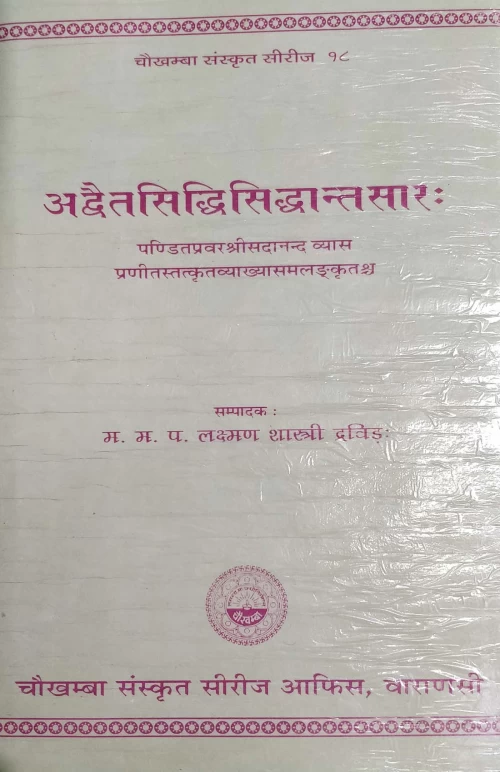 चौखम्बा संस्कृत सीरीज १८
अद्वैतसिद्धिसिद्धान्तसारः
पण्डितप्रवरश्रीसदानन्द व्यास
प्रणीतस्तत्कृतव्याख्यासमलङ्कृतश्च
सम्पादक :
म. म. प. लक्ष्मण शास्त्री द्रविड़ः
चौखम्बा
चौखम्बा संस्कृत सीरीज आफिस, वाराणसी